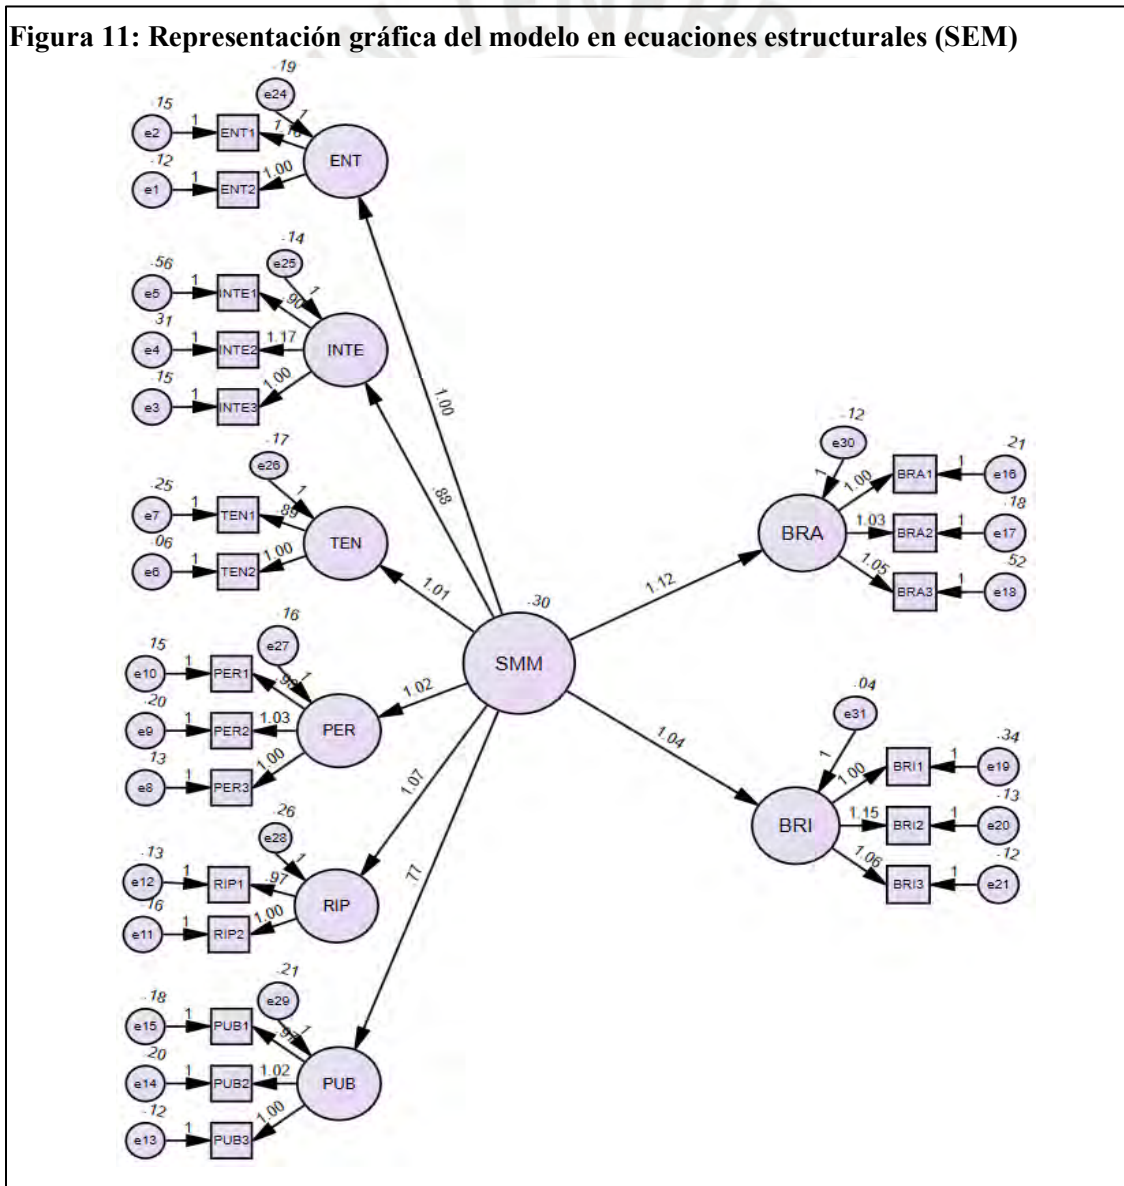 IN TENEBR
Figura 11: Representación gráfica del modelo en ecuaciones estructurales (SEM)
.19
e24
1
.15
e2
1
ENT1
ENT
.12
e1
1
ENT2
1.00
.14
e25
1
.56
e5
1
INTE1
.90
.31
e4
1
INTE2
1.17
INTE
.15
e3
1
INTE3
1.00
.17
e26
1
.25
e7
1
TEN1
.89
TEN
.06
e6
1
TEN2
1.00
.16
e27
1
.15
e10
1
PER1
.20
e9
1
PER2
1.03
PER
.13
e8
1
PER3
1.00
.26
e28
1
.13
e12
1
RIP1
.97
RIP
.16
e11
1
RIP2
1.00
.21
e29
1
.18
e15
1
PUB1
.97
.20
e14
1
PUB2
1.02
PUB
.12
e13
1
PUB3
1.00
1.00
.88
1.01
1.02
1.07
.77
.30
SMM
1.12
1.04
.12
e30
1
BRA
1.00
BRA1
1
.21
e16
1.03
BRA2
1
.18
e17
1.05
BRA3
1
.52
e18
.04
e31
1
BRI
1.00
BRI1
1
.34
e19
1.15
BRI2
1
.13
e20
1.06
BRI3
1
.12
e21